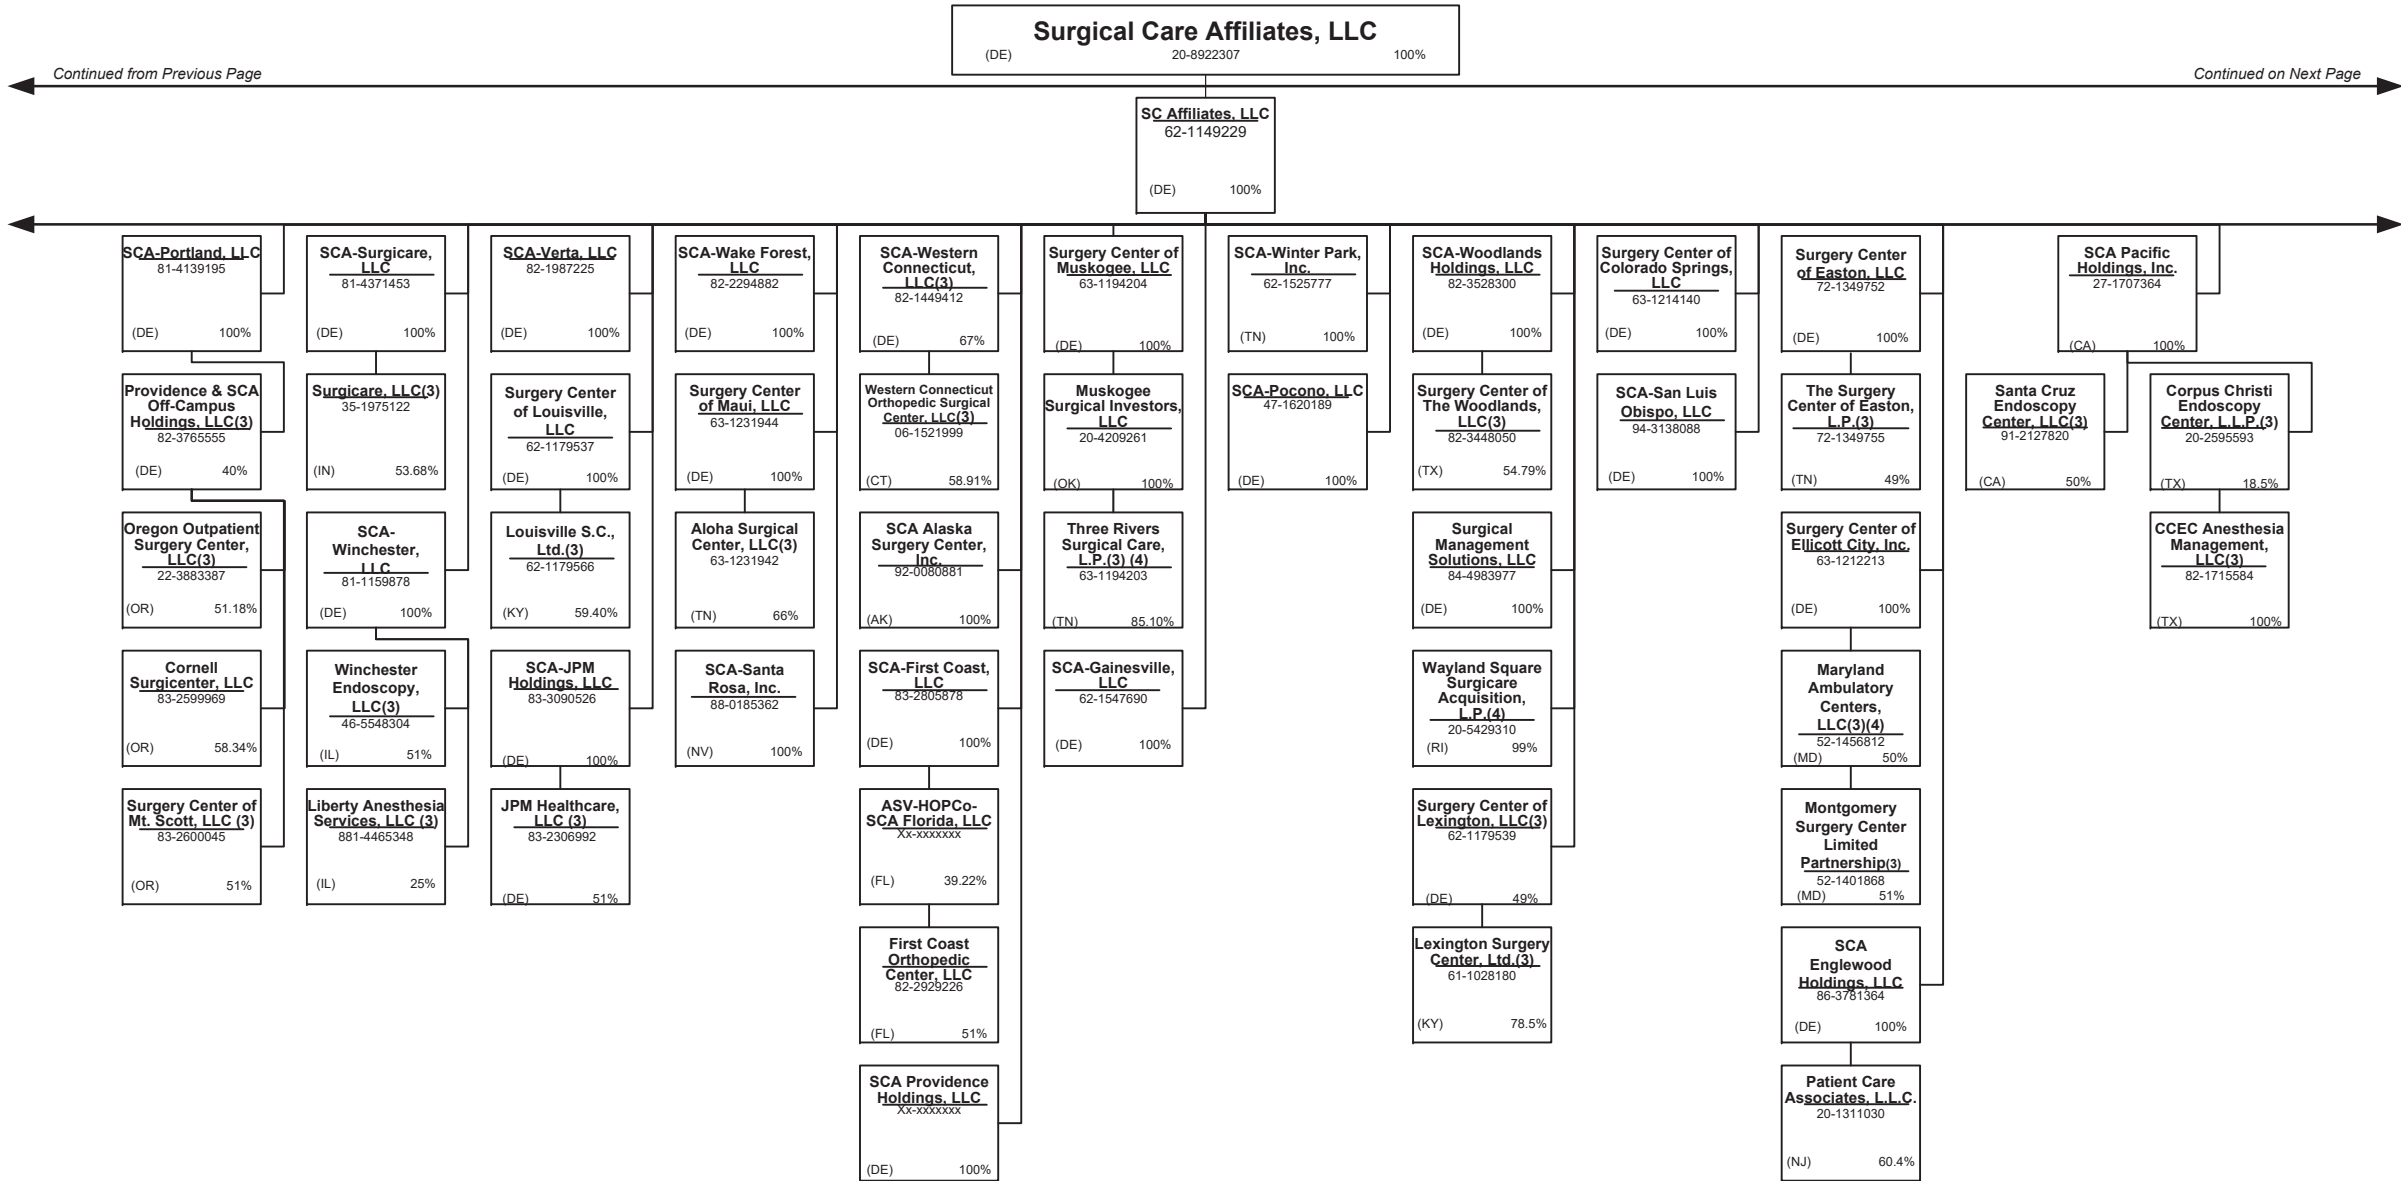 Surgical Care Affiliates, LLC
(DE) 20-8922307 100%
Continued from Previous Page
Continued on Next Page
SC Affiliates, LLC
62-1149229
(DE) 100%
SCA-Portland, LLC
81-4139195
(DE) 100%
Providence & SCA
Off-Campus
Holdings, LLC(3)
82-3765555
(DE) 40%
Oregon Outpatient
Surgery Center,
LLC(3)
22-3883387
(OR) 51.18%
Cornell
Surgicenter, LLC
83-2599969
(OR) 58.34%
Surgery Center of
Mt. Scott, LLC (3)
83-2600045
(OR) 51%
SCA-Surgicare,
LLC
81-4371453
(DE) 100%
Surgicare, LLC(3)
35-1975122
(IN) 53.68%
SCA-
Winchester,
LLC
81-1159878
(DE) 100%
Winchester
Endoscopy,
LLC(3)
46-5548304
(IL) 51%
Liberty Anesthesia
Services, LLC (3)
881-4465348
(IL) 25%
SCA-Verta, LLC
82-1987225
(DE) 100%
Surgery Center
of Louisville,
LLC
62-1179537
(DE) 100%
Louisville S.C.,
Ltd.(3)
62-1179566
(KY) 59.40%
SCA-JPM
Holdings, LLC
83-3090526
(DE) 100%
JPM Healthcare,
LLC (3)
83-2306992
(DE) 51%
SCA-Wake Forest,
LLC
82-2294882
(DE) 100%
Surgery Center
of Maui, LLC
63-1231944
(DE) 100%
Aloha Surgical
Center, LLC(3)
63-1231942
(TN) 66%
SCA-Santa
Rosa, Inc.
88-0185362
(NV) 100%
SCA-Western
Connecticut,
LLC(3)
82-1449412
(DE) 67%
Western Connecticut
Orthopedic Surgical
Center, LLC(3)
06-1521999
(CT) 58.91%
SCA Alaska
Surgery Center,
Inc.
92-0080881
(AK) 100%
SCA-First Coast,
LLC
83-2805878
(DE) 100%
ASV-HOPCo-
SCA Florida, LLC
Xx-xxxxxxx
(FL) 39.22%
First Coast
Orthopedic
Center, LLC
82-2929226
(FL) 51%
SCA Providence
Holdings, LLC
Xx-xxxxxxx
(DE) 100%
Surgery Center of
Muskogee, LLC
63-1194204
(DE) 100%
Muskogee
Surgical Investors,
LLC
20-4209261
(OK) 100%
Three Rivers
Surgical Care,
L.P.(3) (4)
63-1194203
(TN) 85.10%
SCA-Gainesville,
LLC
62-1547690
(DE) 100%
SCA-Winter Park,
Inc.
62-1525777
(TN) 100%
SCA-Pocono, LLC
47-1620189
(DE) 100%
SCA-Woodlands
Holdings, LLC
82-3528300
(DE) 100%
Surgery Center of
The Woodlands,
LLC(3)
82-3448050
(TX) 54.79%
Surgical
Management
Solutions, LLC
84-4983977
(DE) 100%
Wayland Square
Surgicare
Acquisition,
L.P.(4)
20-5429310
(RI) 99%
Surgery Center of
Lexington, LLC(3)
62-1179539
(DE) 49%
Lexington Surgery
Center, Ltd.(3)
61-1028180
(KY) 78.5%
Surgery Center of
Colorado Springs,
LLC
63-1214140
(DE) 100%
SCA-San Luis
Obispo, LLC
94-3138088
(DE) 100%
Surgery Center
of Easton, LLC
72-1349752
(DE) 100%
The Surgery
Center of Easton,
L.P.(3)
72-1349755
(TN) 49%
Surgery Center of
Ellicott City, Inc.
63-1212213
(DE) 100%
Maryland
Ambulatory
Centers,
LLC(3)(4)
52-1456812
(MD) 50%
Montgomery
Surgery Center
Limited
Partnership(3)
52-1401868
(MD) 51%
SCA
Englewood
Holdings, LLC
86-3781364
(DE) 100%
Patient Care
Associates, L.L.C.
20-1311030
(NJ) 60.4%
SCA Pacific
Holdings, Inc.
27-1707364
(CA) 100%
Santa Cruz
Endoscopy
Center, LLC(3)
91-2127820
(CA) 50%
Corpus Christi
Endoscopy
Center, L.L.P.(3)
20-2595593
(TX) 18.5%
CCEC Anesthesia
Management,
LLC(3)
82-1715584
(TX) 100%